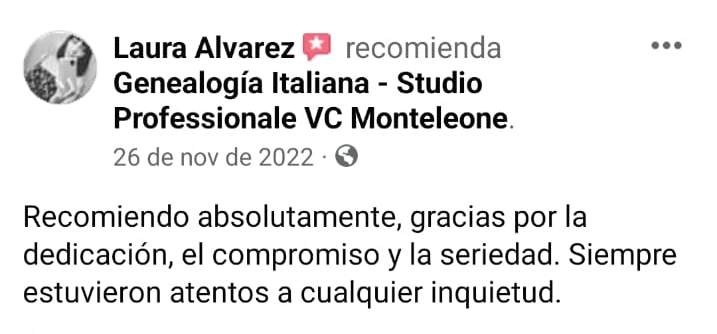 Laura Alvarez recomienda
Genealogía Italiana - Studio
Professionale VC Monteleone.
26 de nov de 2022 ·
Recomiendo absolutamente, gracias por la
dedicación, el compromiso y la seriedad. Siempre
estuvieron atentos a cualquier inquietud.